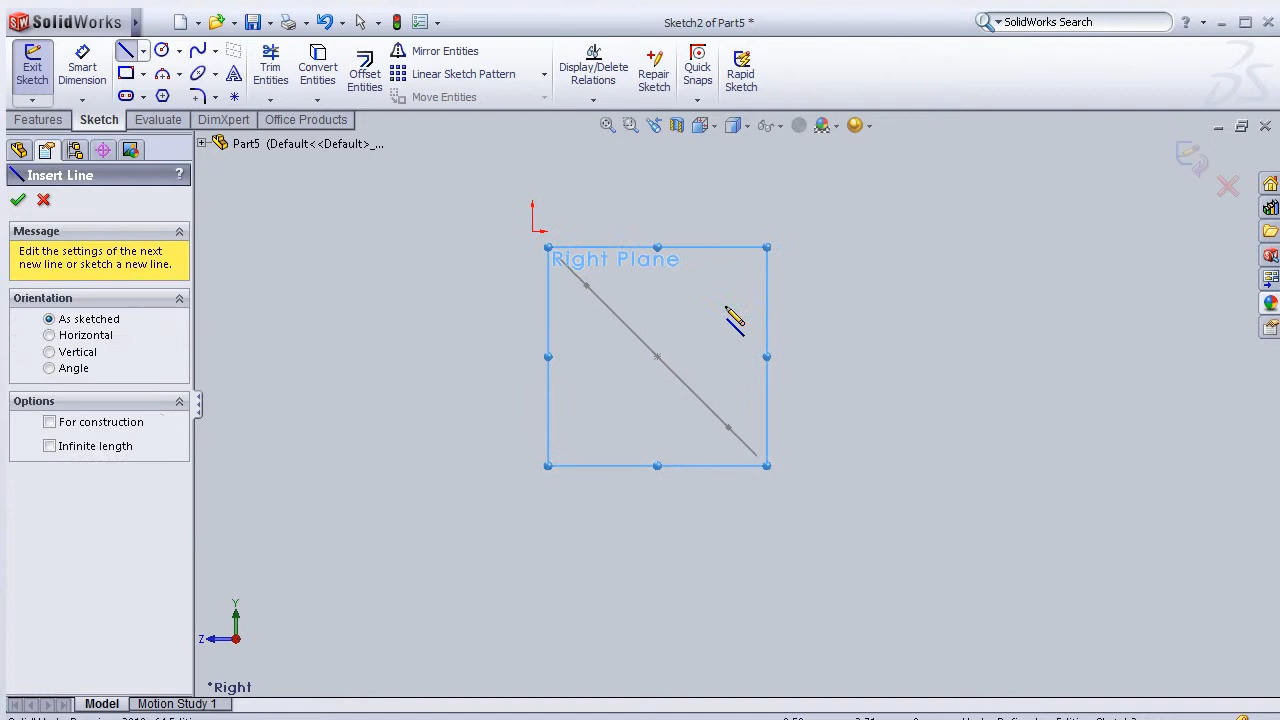 SolidWorks
Sketch2 of Part5 *
SolidWorks Search
?
Exit Sketch
Smart Dimension
Trim Entities
Convert Entities
Offset Entities
Mirror Entities
Linear Sketch Pattern
Move Entities
Display/Delete Relations
Repair Sketch
Quick Snaps
Rapid Sketch
Features
Sketch
Evaluate
DimXpert
Office Products
Part5 (Default<<Default>_...
Insert Line
?
Message
Edit the settings of the next
new line or sketch a new line.
Orientation
As sketched
Horizontal
Vertical
Angle
Options
For construction
Infinite length
Right Plane
Y
Z
*Right
Model
Motion Study 1